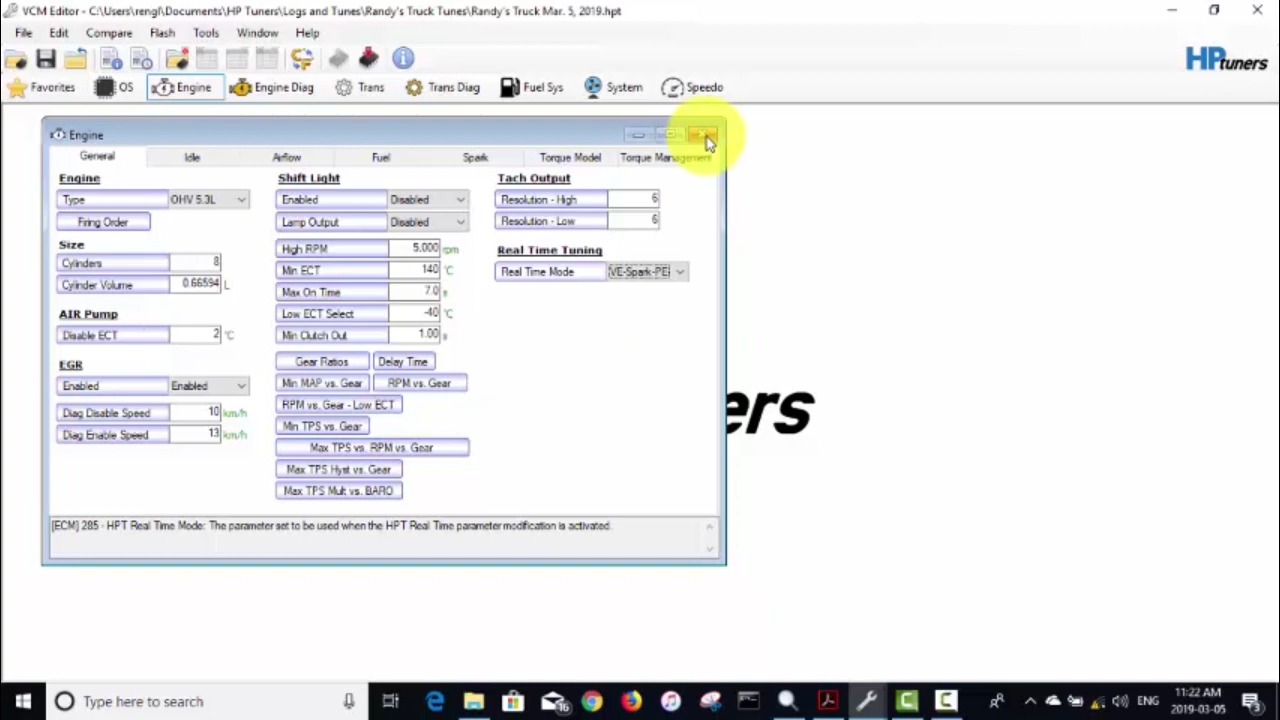 VCM Editor - C:\Users\rengl\Documents\HP Tuners\Logs and Tunes\Randy's Truck Tunes\Randy's Truck Mar. 5, 2019.hpt
File Edit Compare Flash Tools Window Help
HPtuners
Favorites OS Engine Engine Diag Trans Trans Diag Fuel Sys System Speedo
Engine
General Idle Airflow Fuel Spark Torque Model Torque Management
Engine
Type OHV 5.3L
Firing Order
Size
Cylinders 8
Cylinder Volume 0.66594 L
AIR Pump
Disable ECT 2 °C
EGR
Enabled Enabled
Diag Disable Speed 10 km/h
Diag Enable Speed 13 km/h
Shift Light
Enabled Disabled
Lamp Output Disabled
High RPM 5,000 rpm
Min ECT 140 °C
Max On Time 7.0 s
Low ECT Select -40 °C
Min Clutch Out 1.00 s
Gear Ratios Delay Time
Min MAP vs. Gear RPM vs. Gear
RPM vs. Gear - Low ECT
Min TPS vs. Gear
Max TPS vs. RPM vs. Gear
Max TPS Hyst vs. Gear
Max TPS Mult vs. BARO
Tach Output
Resolution - High 6
Resolution - Low 6
Real Time Tuning
Real Time Mode VE-Spark-PE
[ECM] 285 - HPT Real Time Mode: The parameter set to be used when the HPT Real Time parameter modification is activated.
ers
Type here to search
16
ENG
11:22 AM
2019-03-05
3